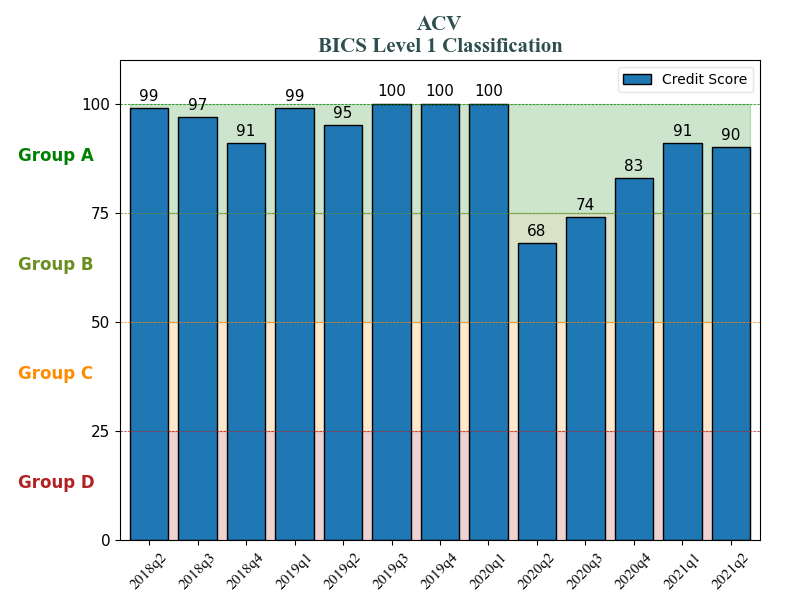 ACV
BICS Level 1 Classification
Credit Score
99
97
91
99
95
100
100
100
68
74
83
91
90
100
75
50
25
0
Group A
Group B
Group C
Group D
2018q2
2018q3
2018q4
2019q1
2019q2
2019q3
2019q4
2020q1
2020q2
2020q3
2020q4
2021q1
2021q2